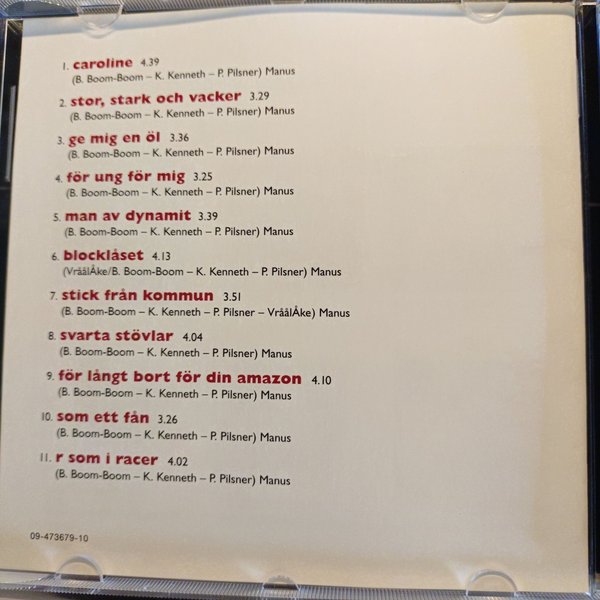 1. caroline 4.39
(B. Boom-Boom – K. Kenneth – P. Pilsner) Manus
2. stor, stark och vacker 3.29
(B. Boom-Boom – K. Kenneth – P. Pilsner) Manus
3. ge mig en öl 3.36
(B. Boom-Boom – K. Kenneth – P. Pilsner) Manus
4. för ung för mig 3.25
(B. Boom-Boom – K. Kenneth – P. Pilsner) Manus
5. man av dynamit 3.39
(B. Boom-Boom – K. Kenneth – P. Pilsner) Manus
6. blocklåset 4.13
(VråålÅke/B. Boom-Boom – K. Kenneth – P. Pilsner) Manus
7. stick från kommun 3.51
(B. Boom-Boom – K. Kenneth – P. Pilsner – VråålÅke) Manus
8. svarta stövlar 4.04
(B. Boom-Boom – K. Kenneth – P. Pilsner) Manus
9. för långt bort för din amazon 4.10
(B. Boom-Boom – K. Kenneth – P. Pilsner) Manus
10. som ett fån 3.26
(B. Boom-Boom – K. Kenneth – P. Pilsner) Manus
11. r som i racer 4.02
(B. Boom-Boom – K. Kenneth – P. Pilsner) Manus
09-473679-10